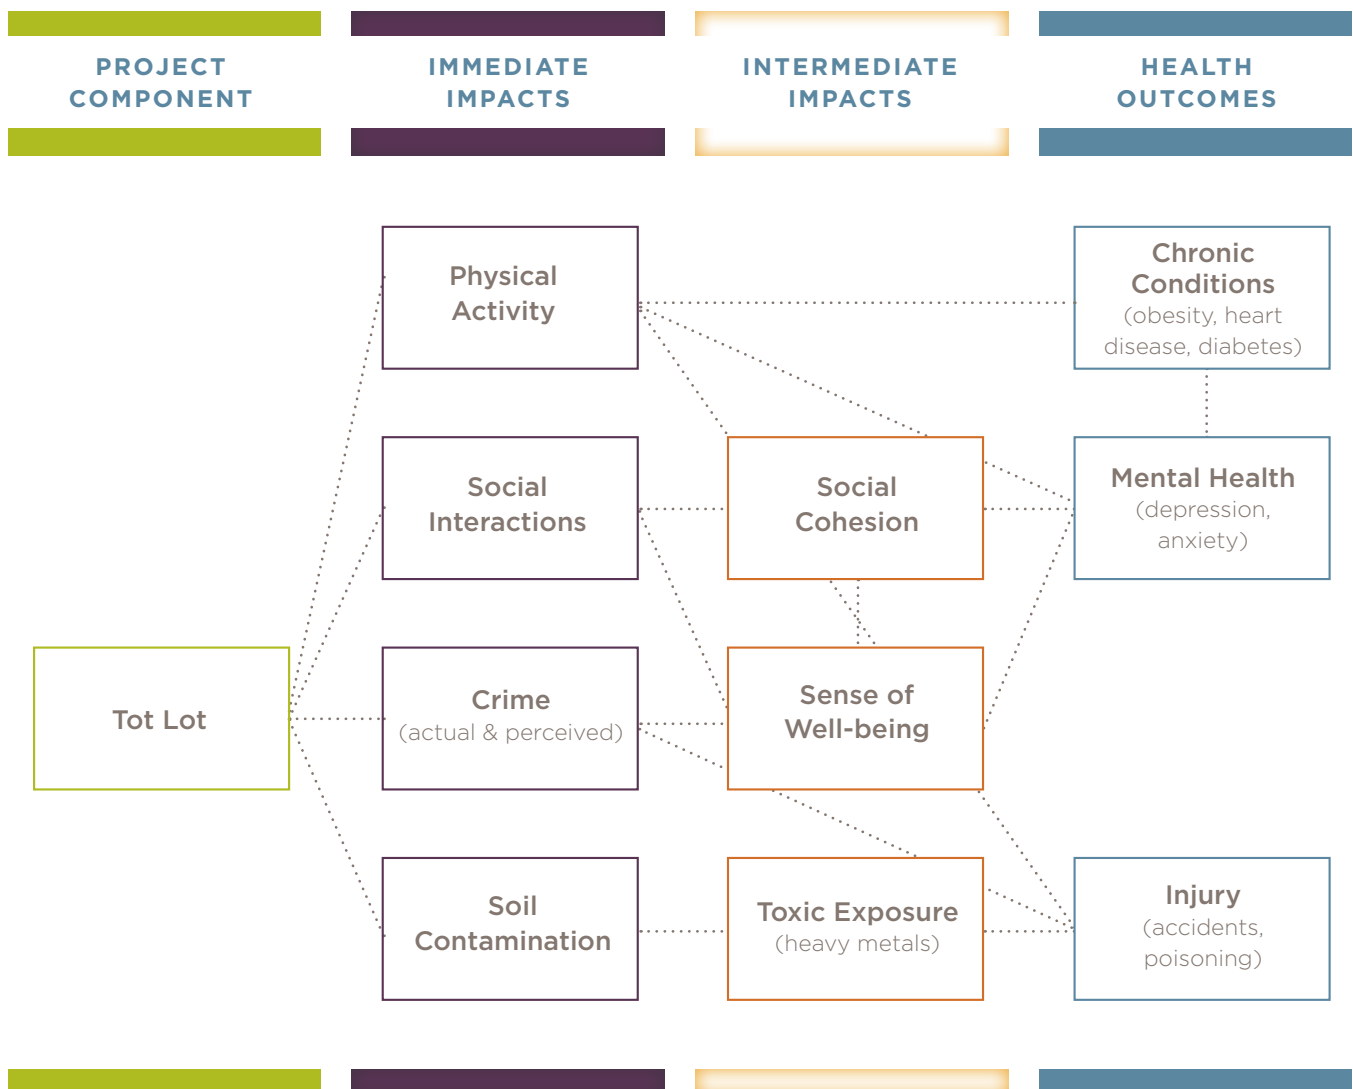 PROJECT
COMPONENT
IMMEDIATE
IMPACTS
INTERMEDIATE
IMPACTS
HEALTH
OUTCOMES
Physical
Activity
Chronic
Conditions
(obesity, heart
disease, diabetes)
Social
Interactions
Social
Cohesion
Mental Health
(depression,
anxiety)
Tot Lot
Crime
(actual & perceived)
Sense of
Well-being
Soil
Contamination
Toxic Exposure
(heavy metals)
Injury
(accidents,
poisoning)